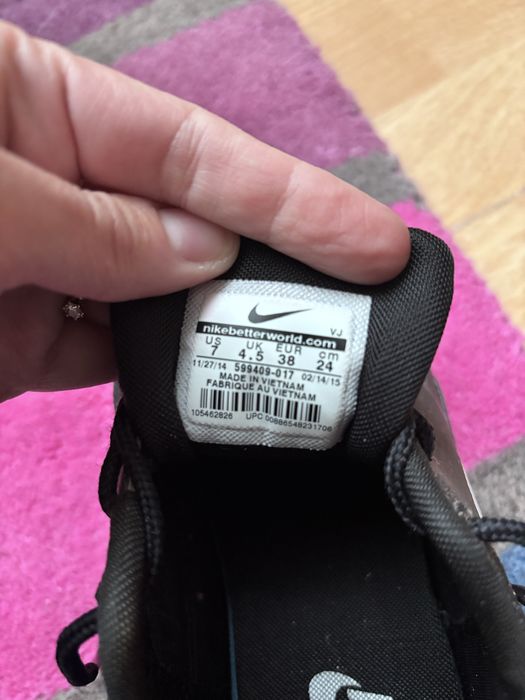 nikebetterworld.com VJ
US UK EUR cm
7 4.5 38 24
11/27/14 599409-017 02/14/15
MADE IN VIETNAM
FABRIQUE AU VIETNAM
105462826 UPC 00886548231706